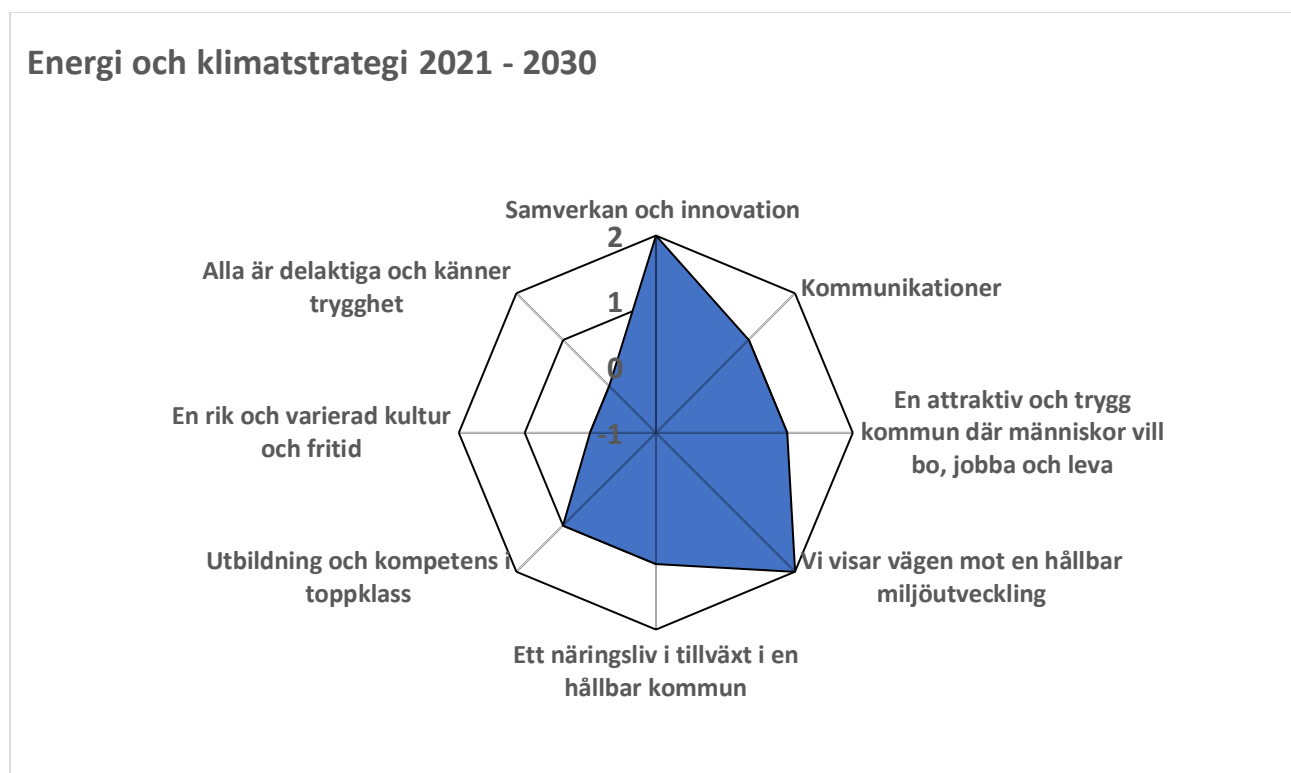 Energi och klimatstrategi 2021 - 2030
Samverkan och innovation
2
Alla är delaktiga och känner
trygghet
Kommunikationer
1
0
En rik och varierad kultur
och fritid
-1
En attraktiv och trygg
kommun där människor vill
bo, jobba och leva
Utbildning och kompetens i
toppklass
Vi visar vägen mot en hållbar
miljöutveckling
Ett näringsliv i tillväxt i en
hållbar kommun